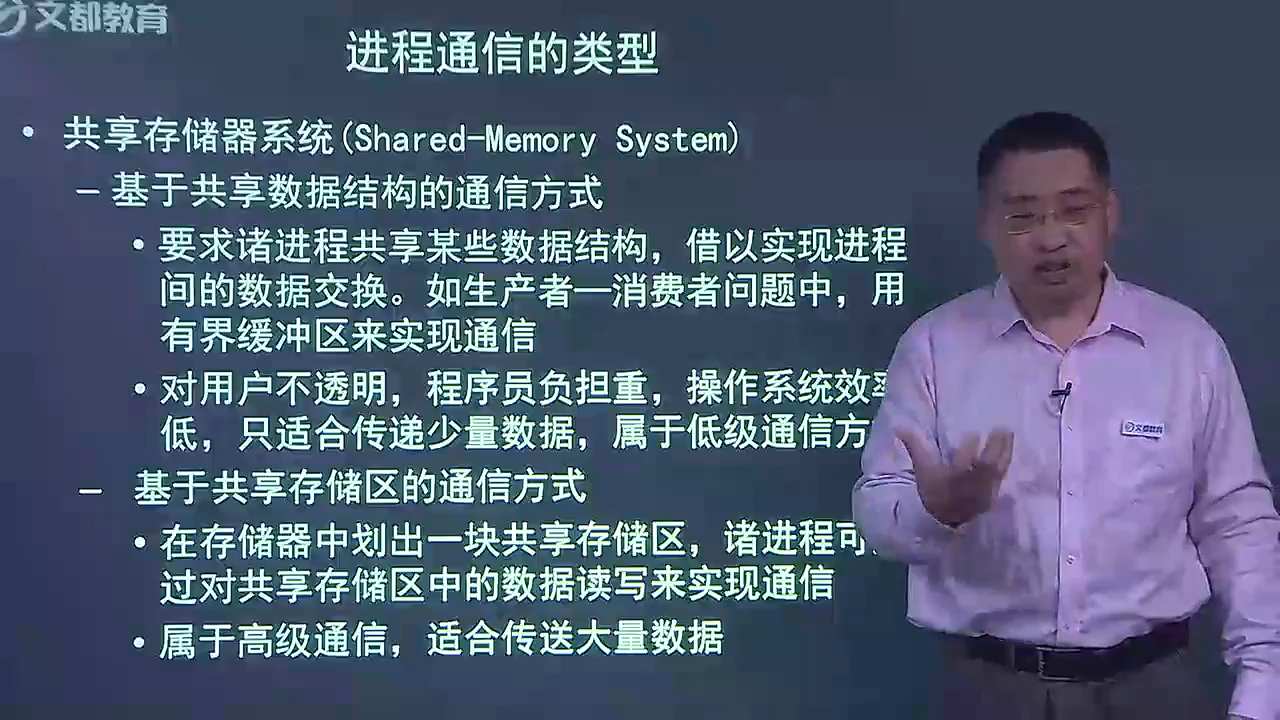 文都教育
进程通信的类型
• 共享存储器系统(Shared-Memory System)
– 基于共享数据结构的通信方式
• 要求诸进程共享某些数据结构，借以实现进程
间的数据交换。如生产者—消费者问题中，用
有界缓冲区来实现通信
• 对用户不透明，程序员负担重，操作系统效率
低，只适合传递少量数据，属于低级通信方
文都教育
– 基于共享存储区的通信方式
• 在存储器中划出一块共享存储区，诸进程可
过对共享存储区中的数据读写来实现通信
• 属于高级通信，适合传送大量数据